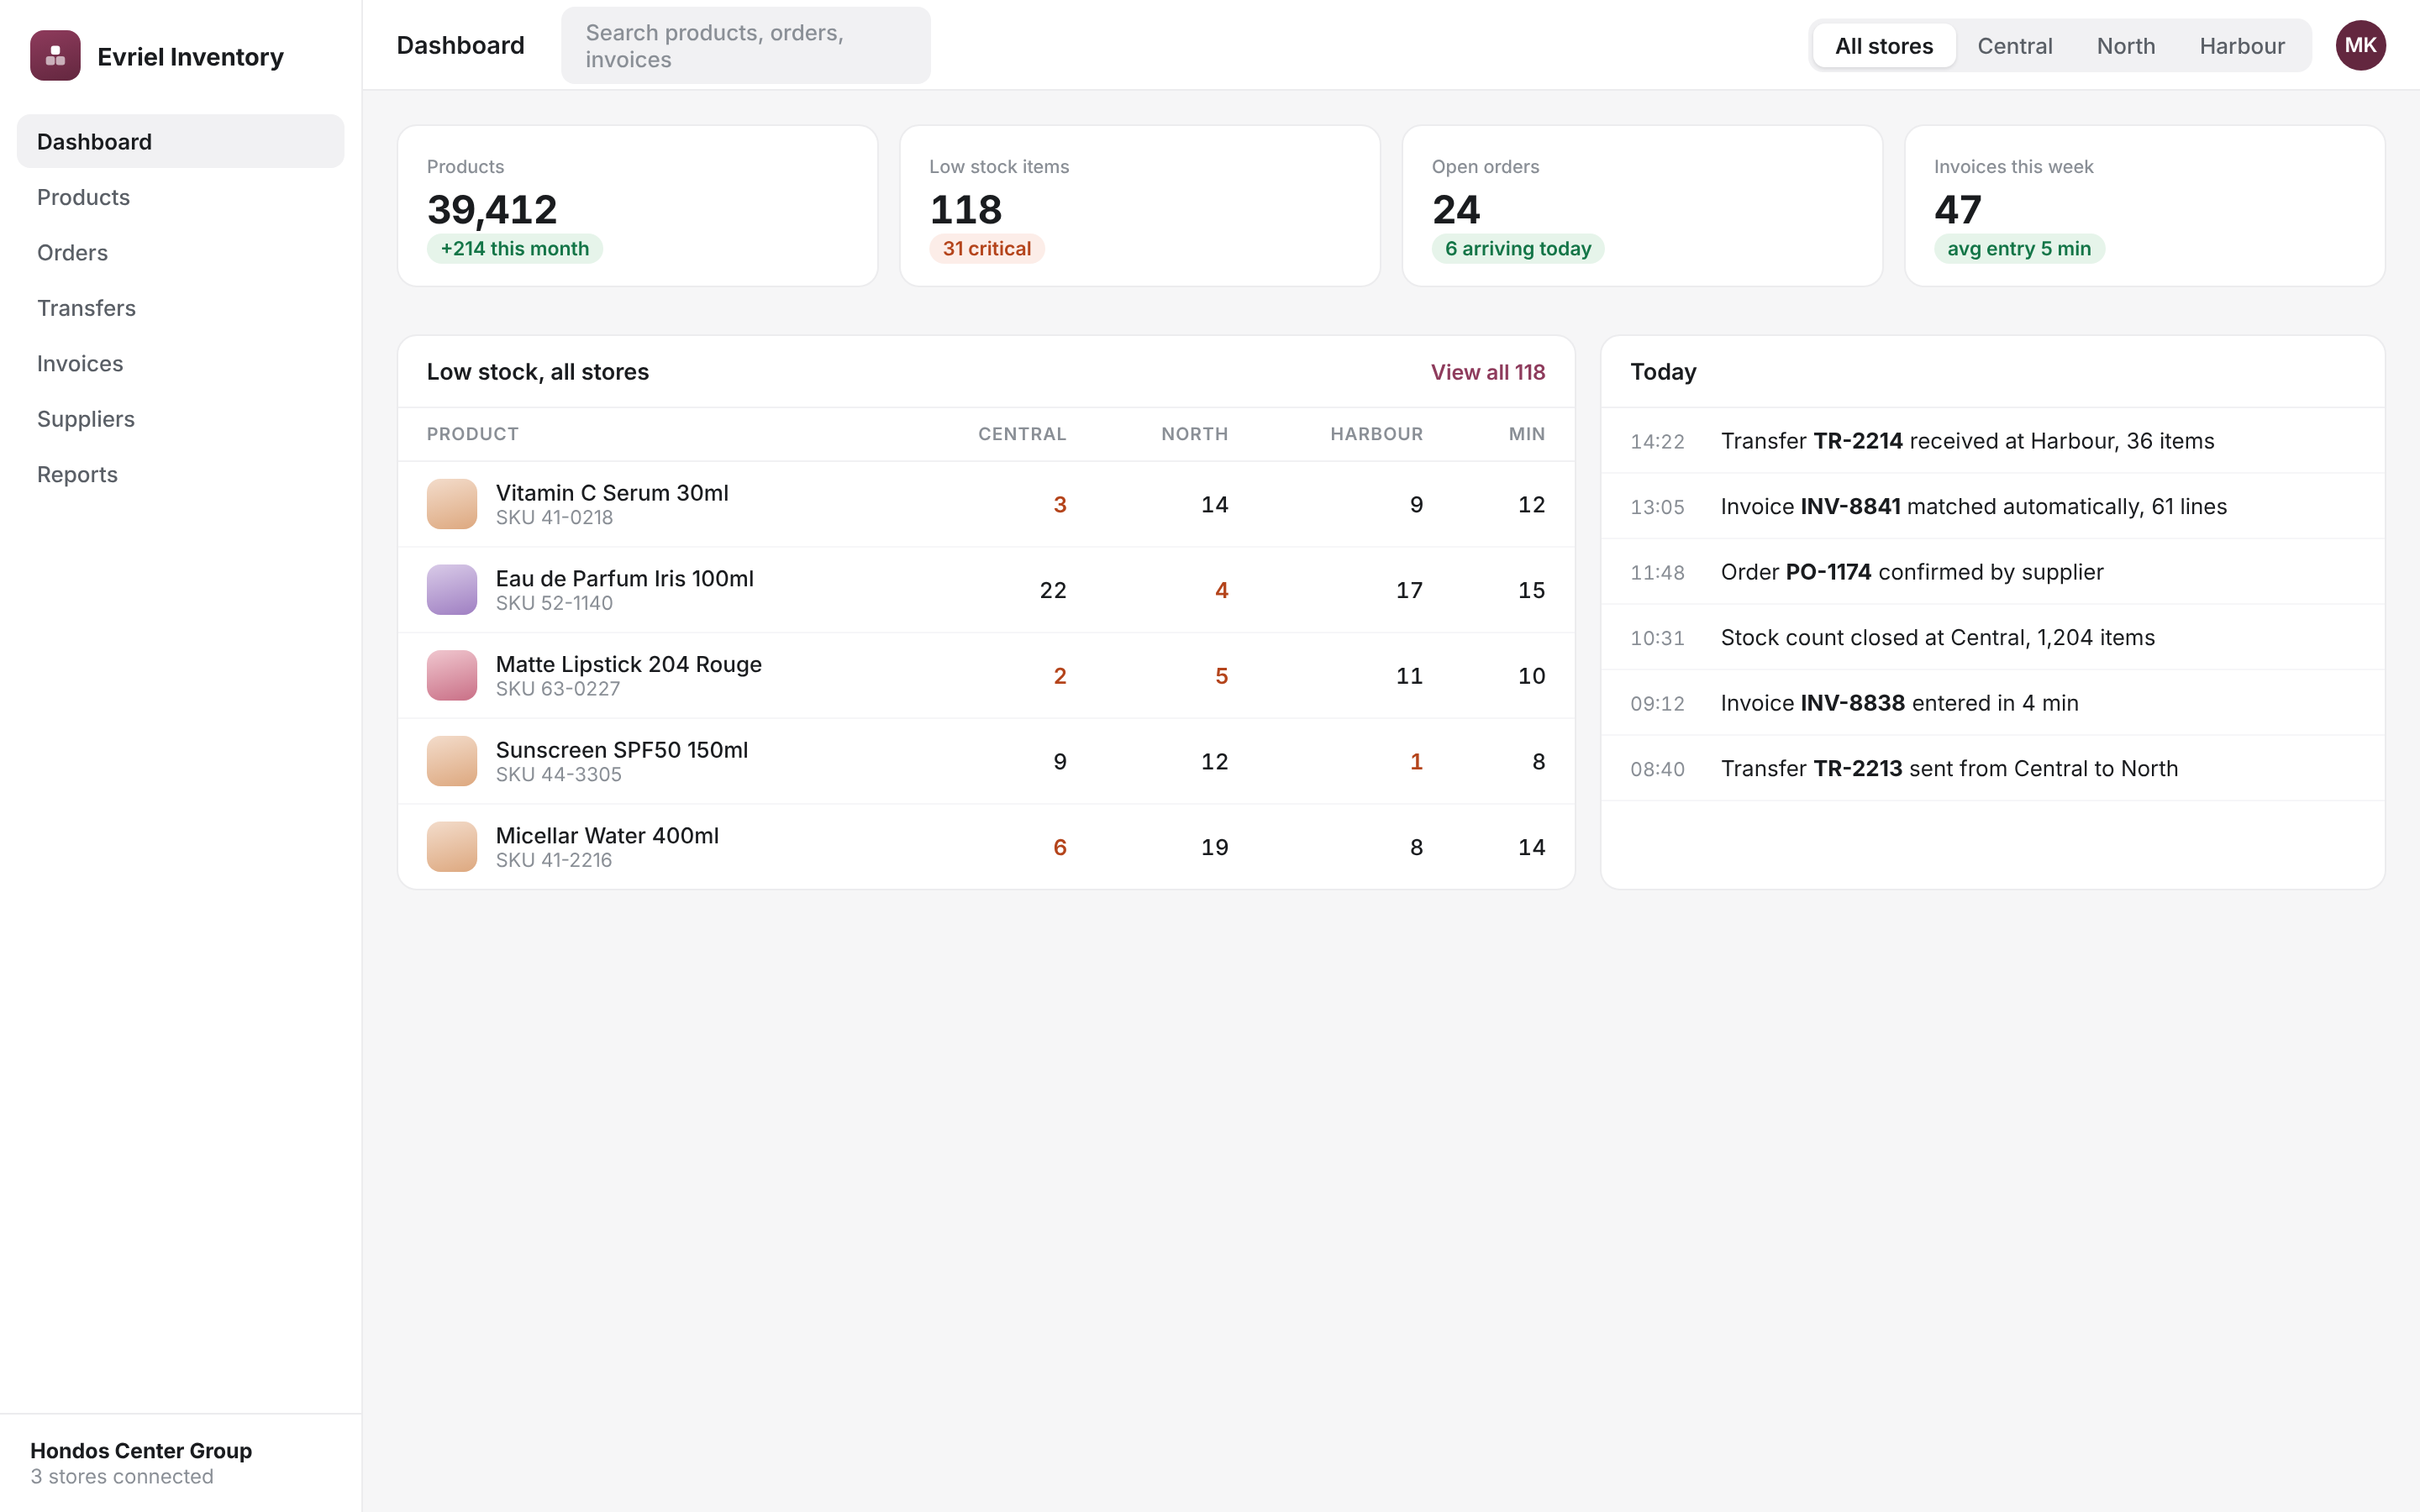 Evriel Inventory
Dashboard
Products
Orders
Transfers
Invoices
Suppliers
Reports
Hondos Center Group
3 stores connected
Dashboard
Search products, orders,
invoices
All stores Central North Harbour
MK
Products
39,412
+214 this month
Low stock items
118
31 critical
Open orders
24
6 arriving today
Invoices this week
47
avg entry 5 min
Low stock, all stores View all 118
PRODUCT CENTRAL NORTH HARBOUR MIN
Vitamin C Serum 30ml 3 14 9 12
SKU 41-0218
Eau de Parfum Iris 100ml 22 4 17 15
SKU 52-1140
Matte Lipstick 204 Rouge 2 5 11 10
SKU 63-0227
Sunscreen SPF50 150ml 9 12 1 8
SKU 44-3305
Micellar Water 400ml 6 19 8 14
SKU 41-2216
Today
14:22 Transfer TR-2214 received at Harbour, 36 items
13:05 Invoice INV-8841 matched automatically, 61 lines
11:48 Order PO-1174 confirmed by supplier
10:31 Stock count closed at Central, 1,204 items
09:12 Invoice INV-8838 entered in 4 min
08:40 Transfer TR-2213 sent from Central to North